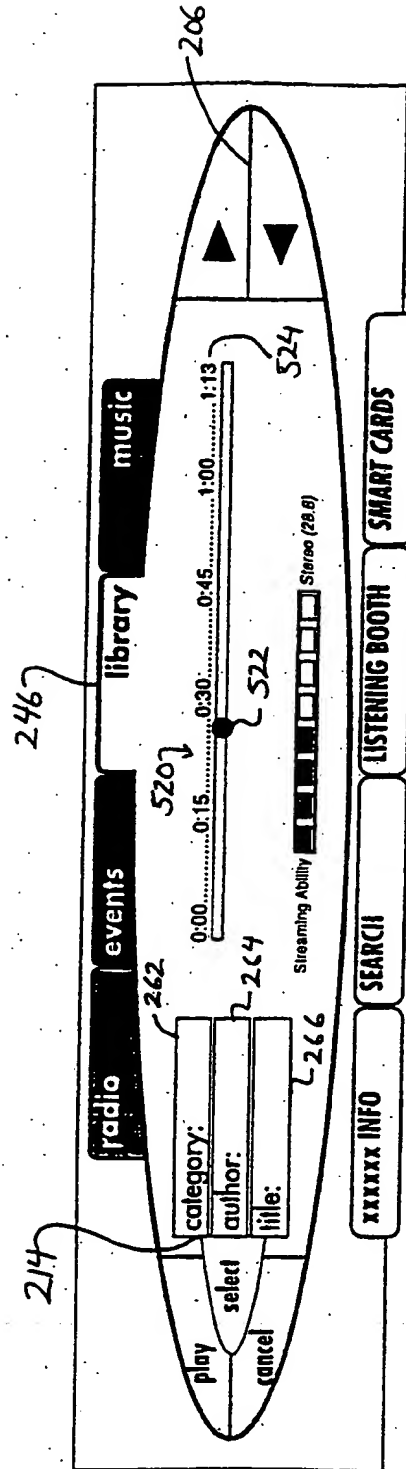 246
206
radio
events
library
music
214
play
select
cancel
category:
author:
title:
262
264
266
0:00
0:15
0:30
0:45
1:00
1:13
520
522
524
Streaming Ability
Stereo (28.8)
xxxxxx INFO
SEARCH
LISTENING BOOTH
SMART CARDS